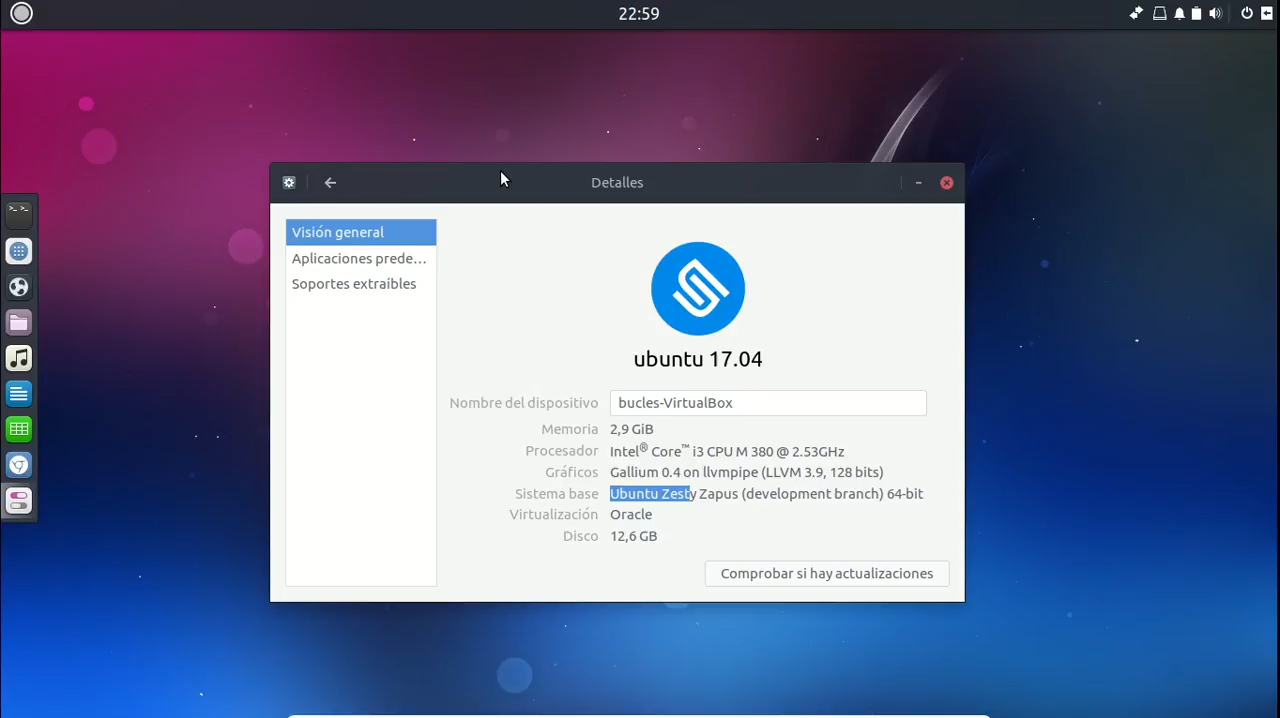 22:59
Detalles
Visión general
Aplicaciones prede...
Soportes extraíbles
ubuntu 17.04
Nombre del dispositivo bucles-VirtualBox
Memoria 2,9 GiB
Procesador Intel® Core™ i3 CPU M 380 @ 2.53GHz
Gráficos Gallium 0.4 on llvmpipe (LLVM 3.9, 128 bits)
Sistema base Ubuntu Zesty Zapus (development branch) 64-bit
Virtualización Oracle
Disco 12,6 GB
Comprobar si hay actualizaciones